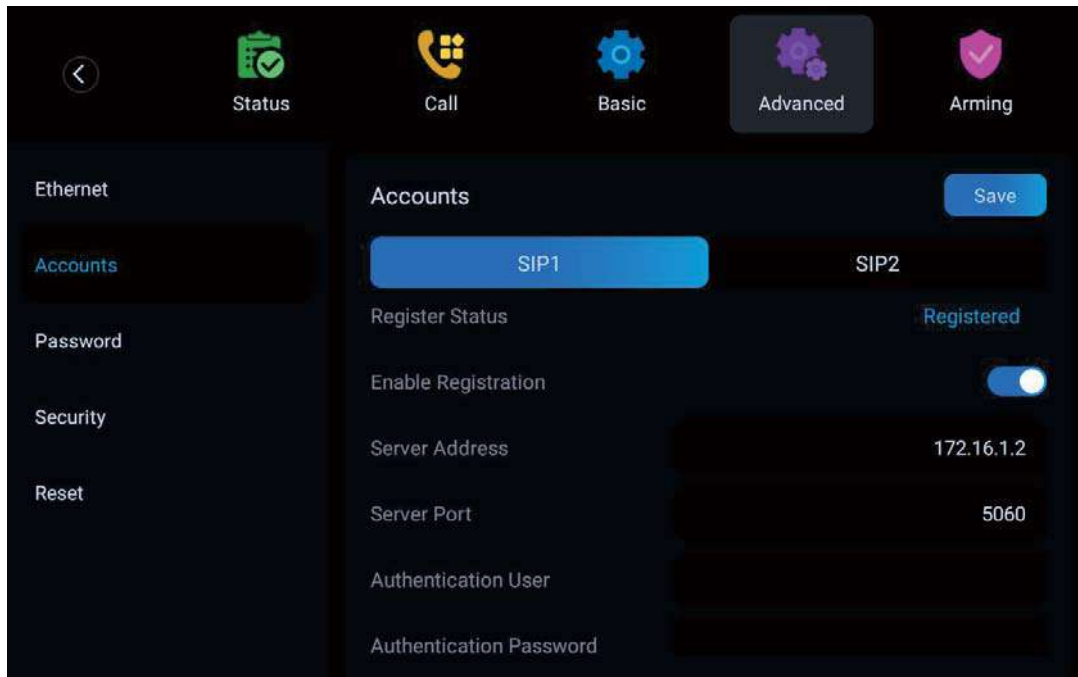 Status
Call
Basic
Advanced
Arming
Ethernet
Accounts
Password
Security
Reset
Accounts
Save
SIP1
SIP2
Register Status
Registered
Enable Registration
Server Address
172.16.1.2
Server Port
5060
Authentication User
Authentication Password